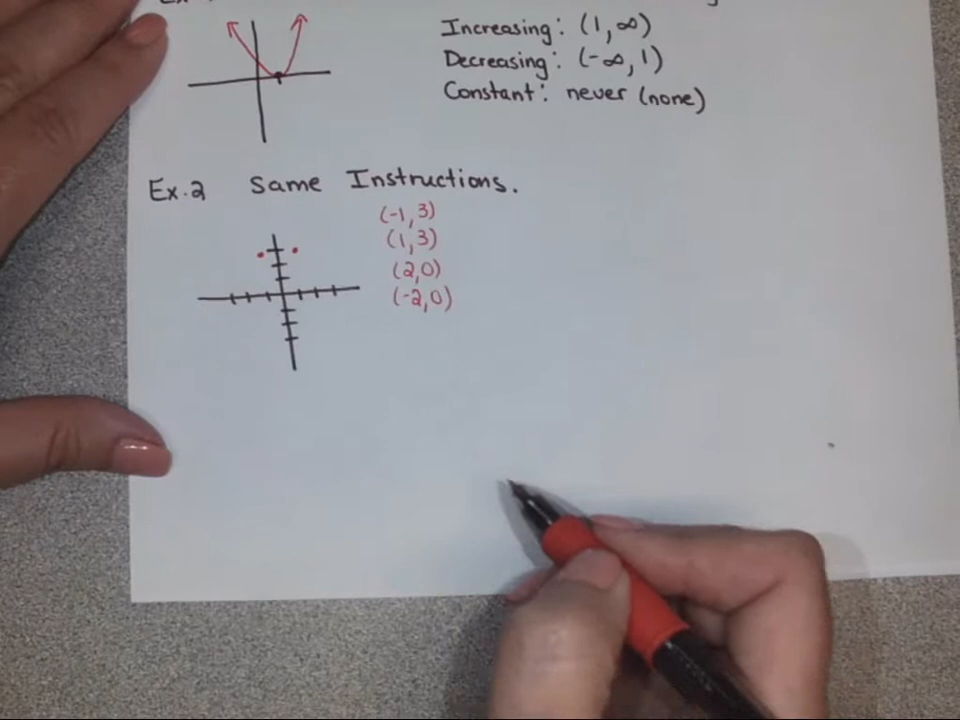 Increasing: (1, ∞)
Decreasing: (-∞, 1)
Constant: never (none)
Ex. 2 Same Instructions.
(-1, 3)
(1, 3)
(2, 0)
(-2, 0)